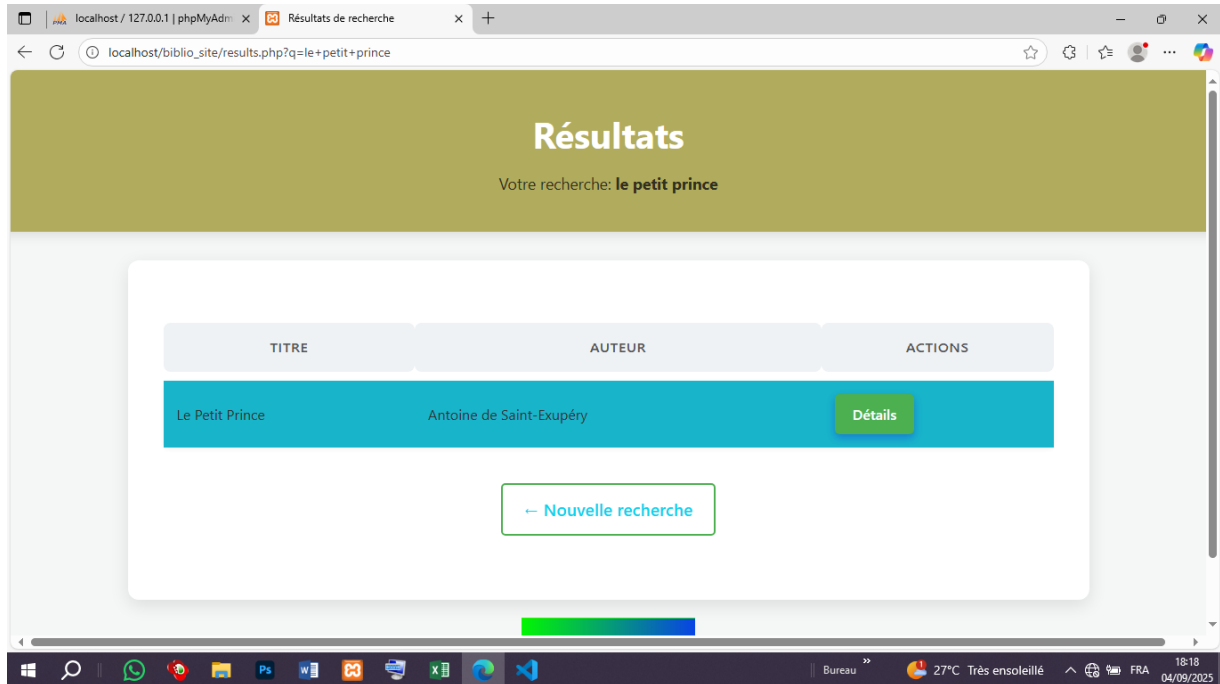 localhost / 127.0.0.1 | phpMyAdm
Résultats de recherche
localhost/biblio_site/results.php?q=le+petit+prince
Résultats
Votre recherche: le petit prince
TITRE AUTEUR ACTIONS
Le Petit Prince Antoine de Saint-Exupéry Détails
← Nouvelle recherche
Bureau
27°C Très ensoleillé
FRA
18:18
04/09/2025